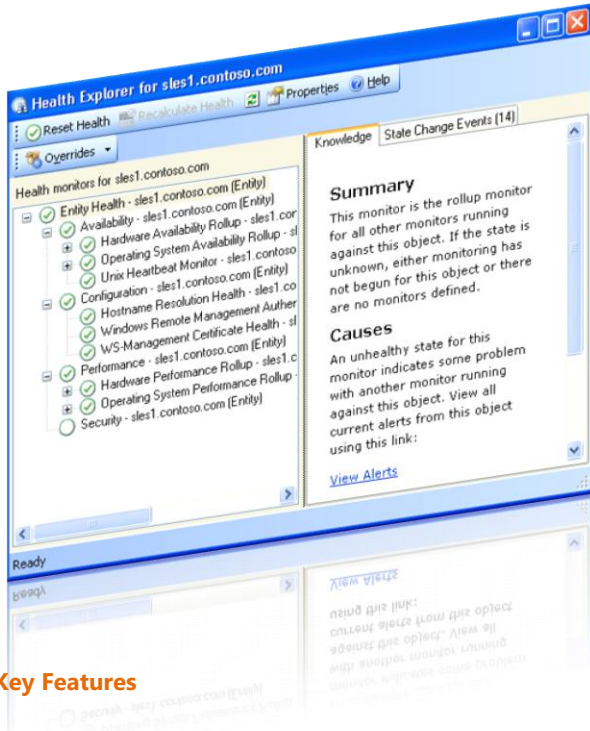 Health Explorer for sles1.contoso.com
Reset Health Recalculate Health Properties Help
Overrides
Health monitors for sles1.contoso.com
Entity Health - sles1.contoso.com (Entity)
Availability - sles1.contoso.com (Entity)
Hardware Availability Rollup - sles1.cor
Operating System Availability Rollup - sl
Unix Heartbeat Monitor - sles1.contoso
Configuration - sles1.contoso.com (Entity)
Hostname Resolution Health - sles1.co
Windows Remote Management Auther
WS-Management Certificate Health - sl
Performance - sles1.contoso.com (Entity)
Hardware Performance Rollup - sles1.c
Operating System Performance Rollup -
Security - sles1.contoso.com (Entity)
Knowledge State Change Events (14)
Summary
This monitor is the rollup monitor
for all other monitors running
against this object. If the state is
unknown, either monitoring has
not begun for this object or there
are no monitors defined.
Causes
An unhealthy state for this
monitor indicates some problem
with another monitor running
against this object. View all
current alerts from this object
using this link:
View Alerts
Ready
Key Features